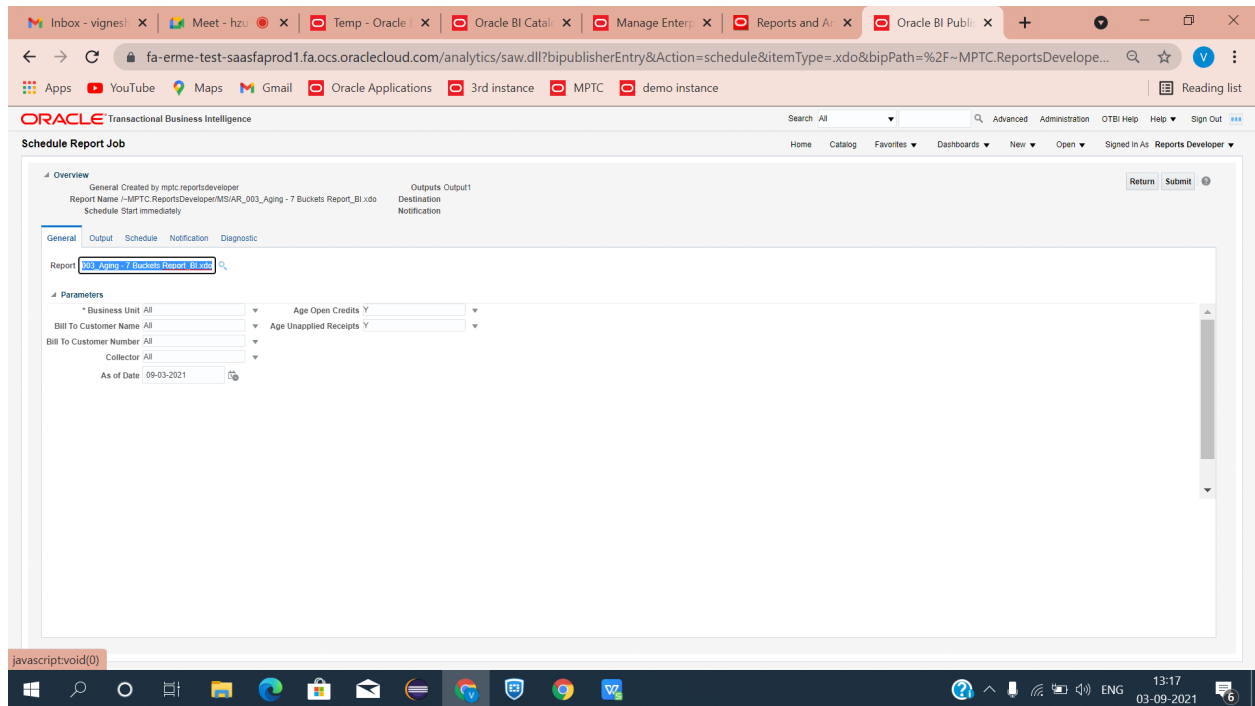 Inbox - vignesh
Meet - hzu
Temp - Oracle
Oracle BI Catal
Manage Enterp
Reports and An
Oracle BI Publis
fa-erme-test-saasfaprod1.fa.ocs.oraclecloud.com/analytics/saw.dll?bipublisherEntry&Action=schedule&itemType=.xdo&bipPath=%2F~MPTC.ReportsDevelope...
V
Apps YouTube Maps Gmail Oracle Applications 3rd instance MPTC demo instance Reading list
ORACLE Transactional Business Intelligence Search All Advanced Administration OTBI Help Help Sign Out
Schedule Report Job Home Catalog Favorites Dashboards New Open Signed In As Reports Developer
Overview Return Submit
General Created by mptc.reportsdeveloper Outputs Output1
Report Name /~MPTC.ReportsDeveloper/MS/AR_003_Aging - 7 Buckets Report_BI.xdo Destination
Schedule Start immediately Notification
General Output Schedule Notification Diagnostic
Report 003_Aging - 7 Buckets Report_BI.xdo
Parameters
* Business Unit All Age Open Credits Y
Bill To Customer Name All Age Unapplied Receipts Y
Bill To Customer Number All
Collector All
As of Date 09-03-2021
javascript:void(0)
ENG 13:17
03-09-2021
6